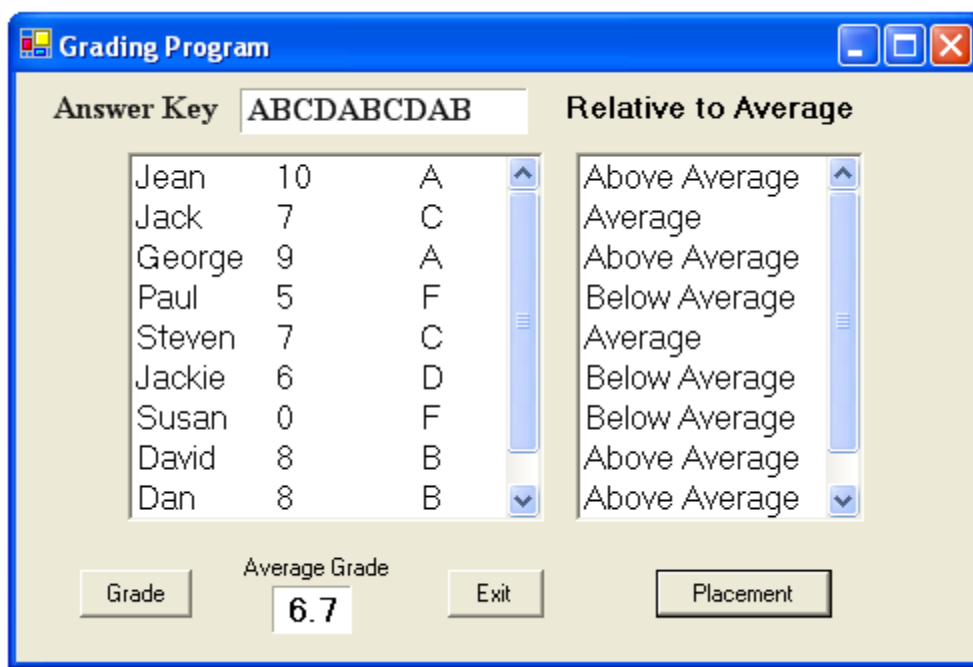 Grading Program
Answer Key ABCDABCDAB Relative to Average
Jean 10 A Above Average
Jack 7 C Average
George 9 A Above Average
Paul 5 F Below Average
Steven 7 C Average
Jackie 6 D Below Average
Susan 0 F Below Average
David 8 B Above Average
Dan 8 B Above Average
Grade Average Grade 6.7 Exit Placement